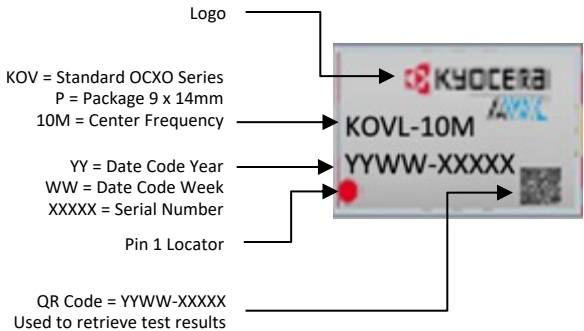 Logo
KYOCERA
AVX
KOV = Standard OCXO Series
P = Package 9 x 14mm
10M = Center Frequency
KOVL-10M
YY = Date Code Year
WW = Date Code Week
XXXXX = Serial Number
YYWW-XXXXX
Pin 1 Locator
QR Code = YYWW-XXXXX
Used to retrieve test results